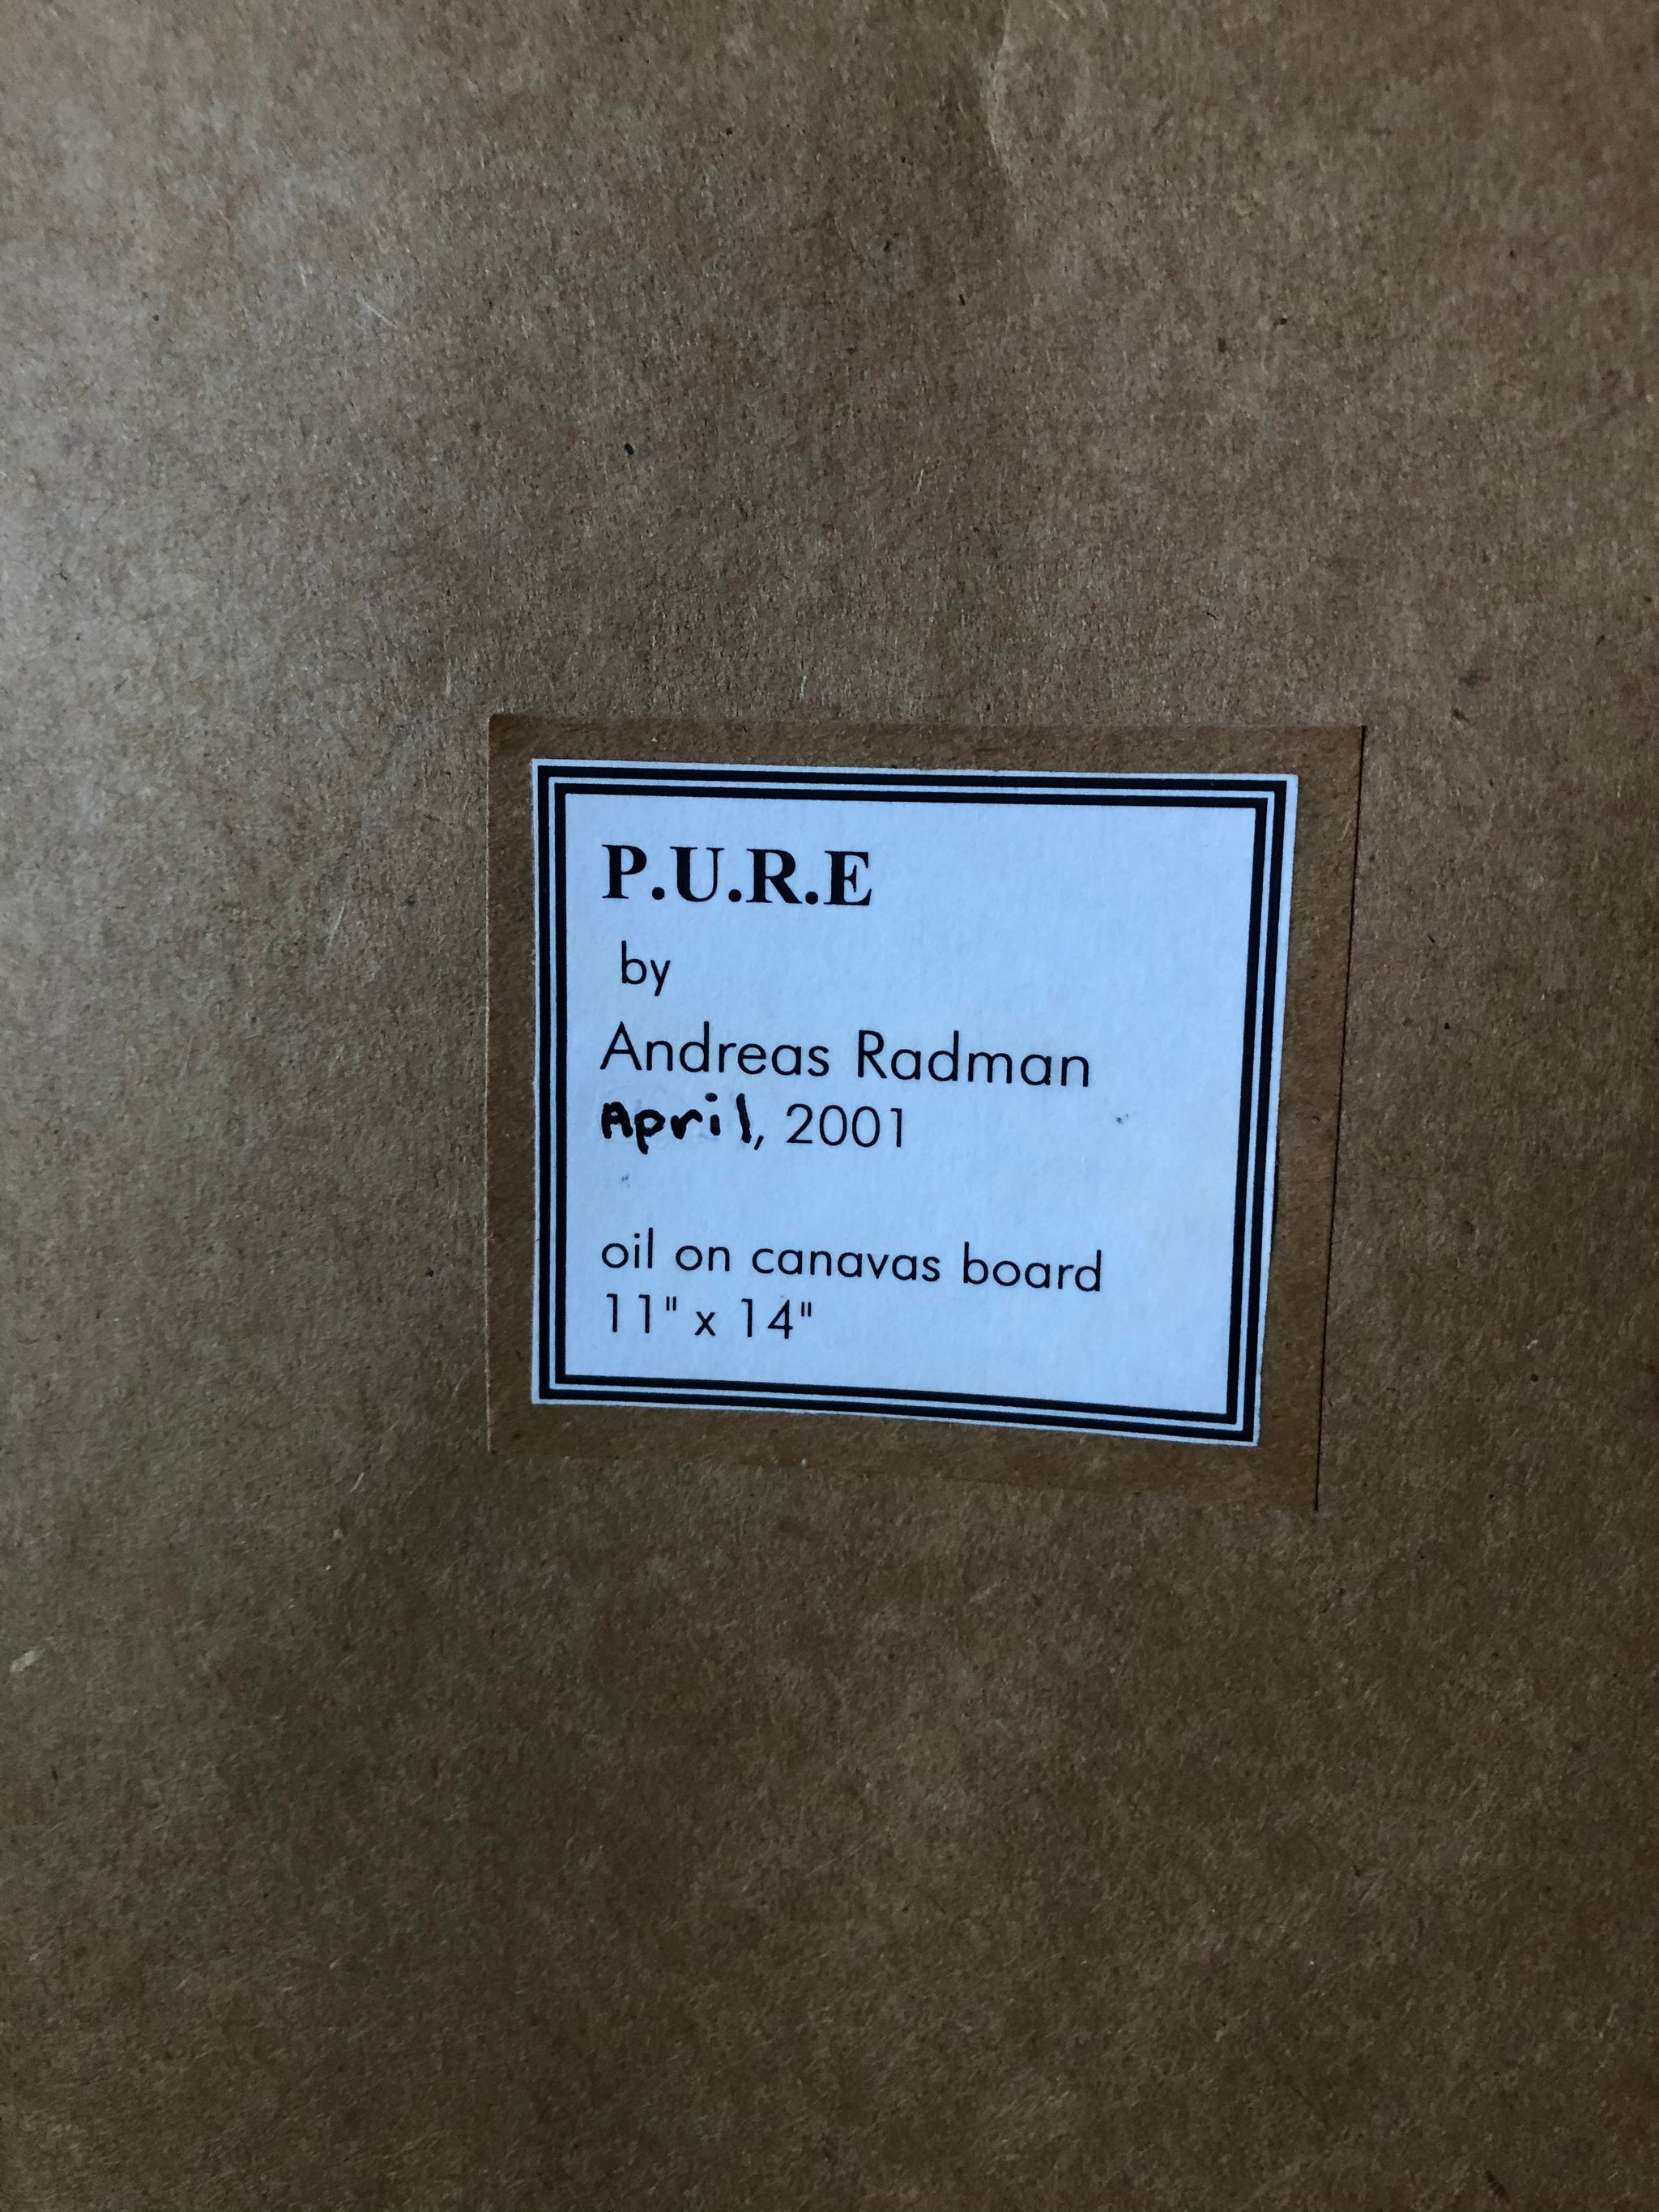 P.U.R.E
by
Andreas Radman
April, 2001
oil on canavas board
11" x 14"